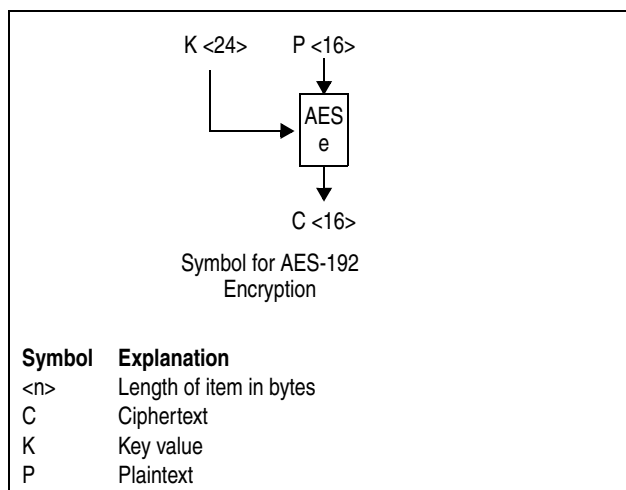 K <24> P <16>
AES
e
C <16>
Symbol for AES-192
Encryption
Symbol Explanation
<n> Length of item in bytes
C Ciphertext
K Key value
P Plaintext